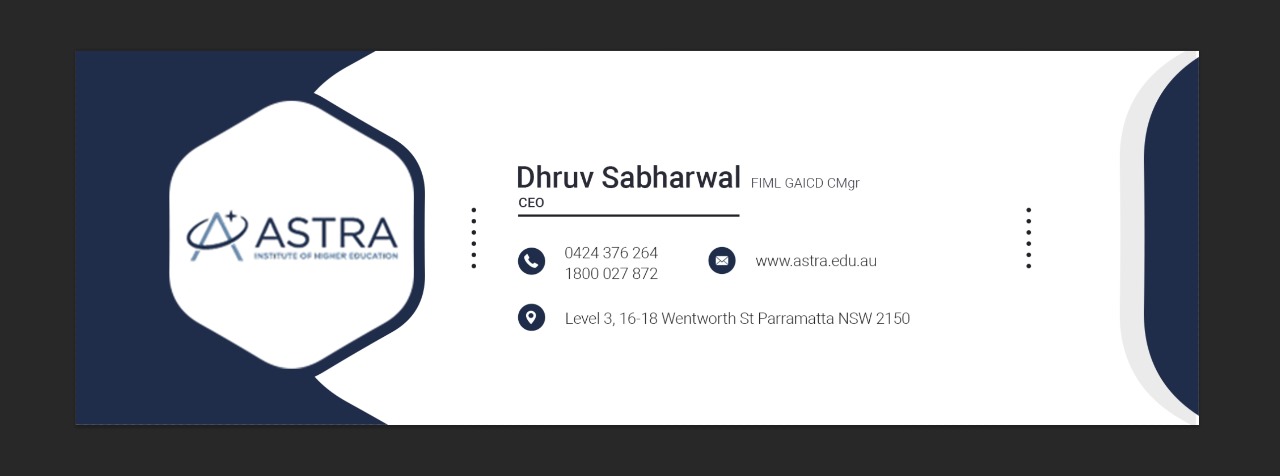 ASTRA
INSTITUTE OF HIGHER EDUCATION
Dhruv Sabharwal FIML GAICD CMgr
CEO
0424 376 264
1800 027 872
www.astra.edu.au
Level 3, 16-18 Wentworth St Parramatta NSW 2150